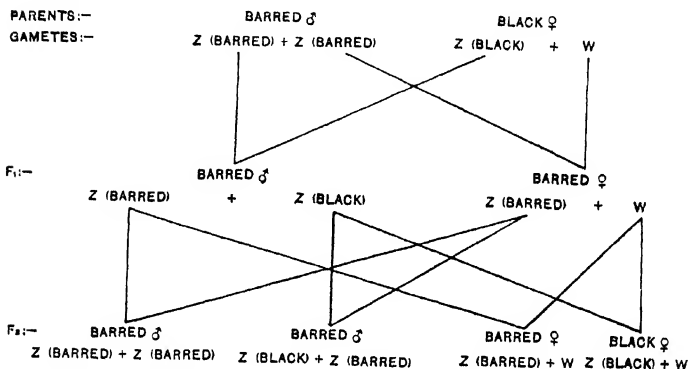 PARENTS:— BARRED ♂ BLACK ♀
GAMETES:— Z (BARRED) + Z (BARRED) Z (BLACK) + W
F₁:— BARRED ♂ BARRED ♀
Z (BARRED) + Z (BLACK) Z (BARRED) + W
F₂:— BARRED ♂ BARRED ♂ BARRED ♀ BLACK ♀
Z (BARRED) + Z (BARRED) Z (BLACK) + Z (BARRED) Z (BARRED) + W Z (BLACK) + W